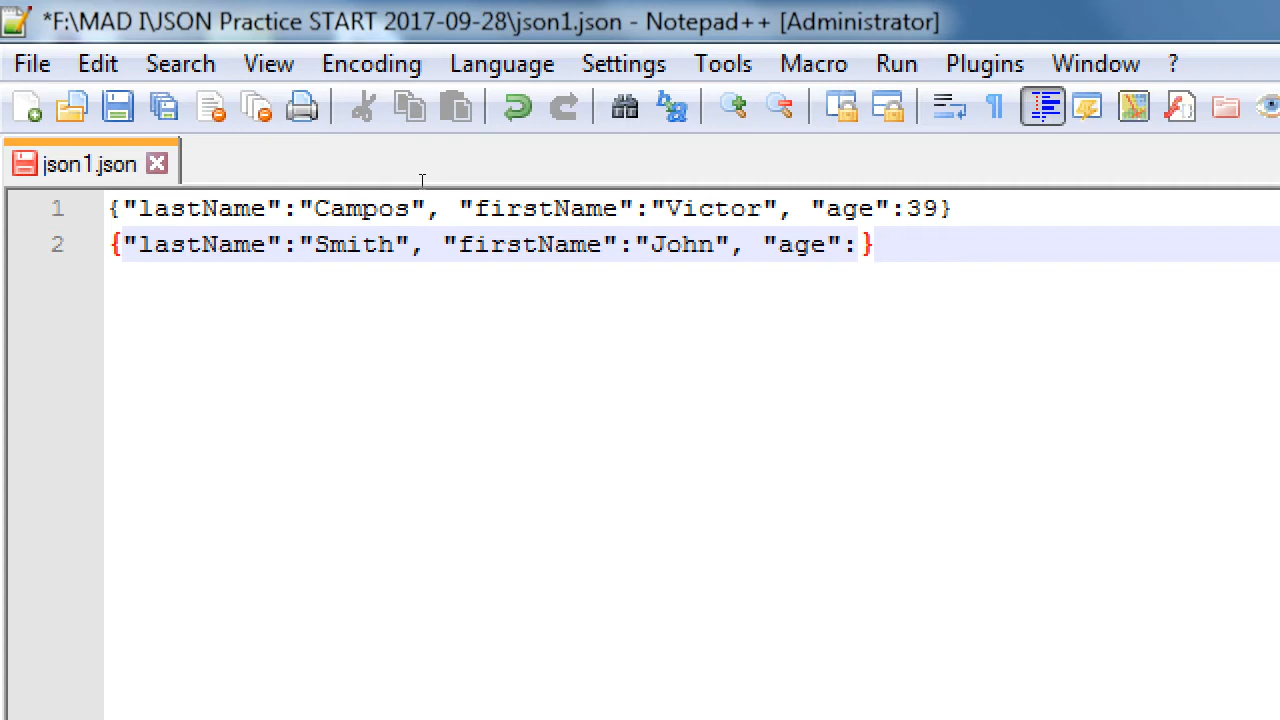 *F:\MAD I\JSON Practice START 2017-09-28\json1.json - Notepad++ [Administrator]
File Edit Search View Encoding Language Settings Tools Macro Run Plugins Window ?
json1.json
1 {"lastName":"Campos", "firstName":"Victor", "age":39}
2 {"lastName":"Smith", "firstName":"John", "age":}